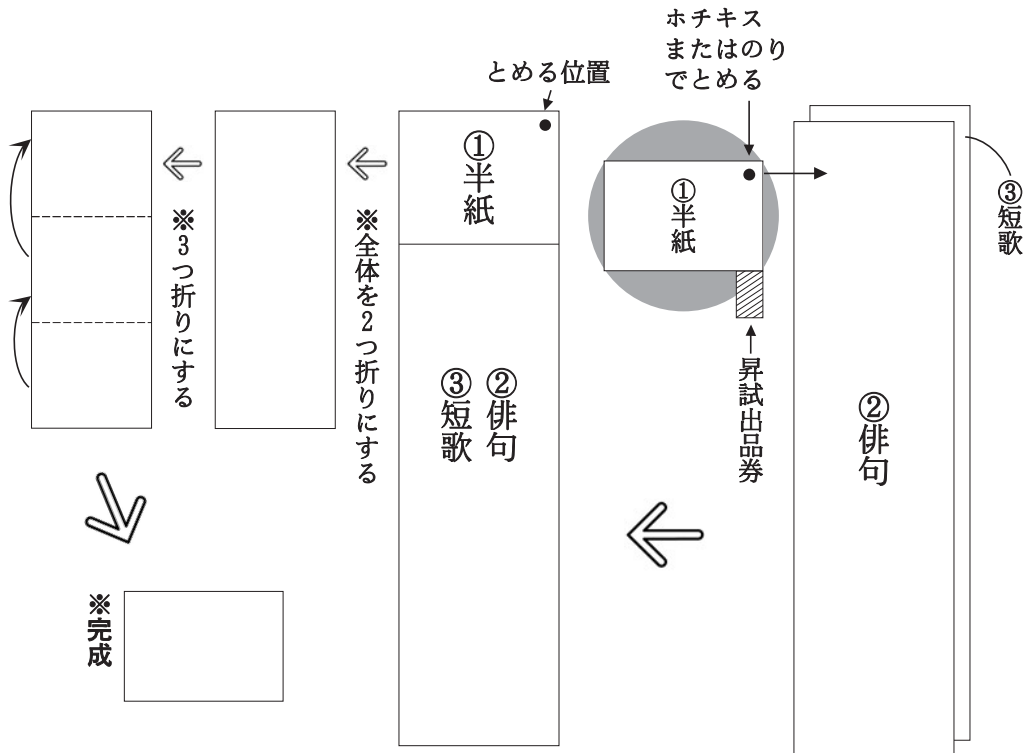 ③短歌
②俳句
ホチキス
またはのり
でとめる
①半紙
昇試出品券
とめる位置
①半紙
②俳句
③短歌
※全体を2つ折りにする
※3つ折りにする
※完成